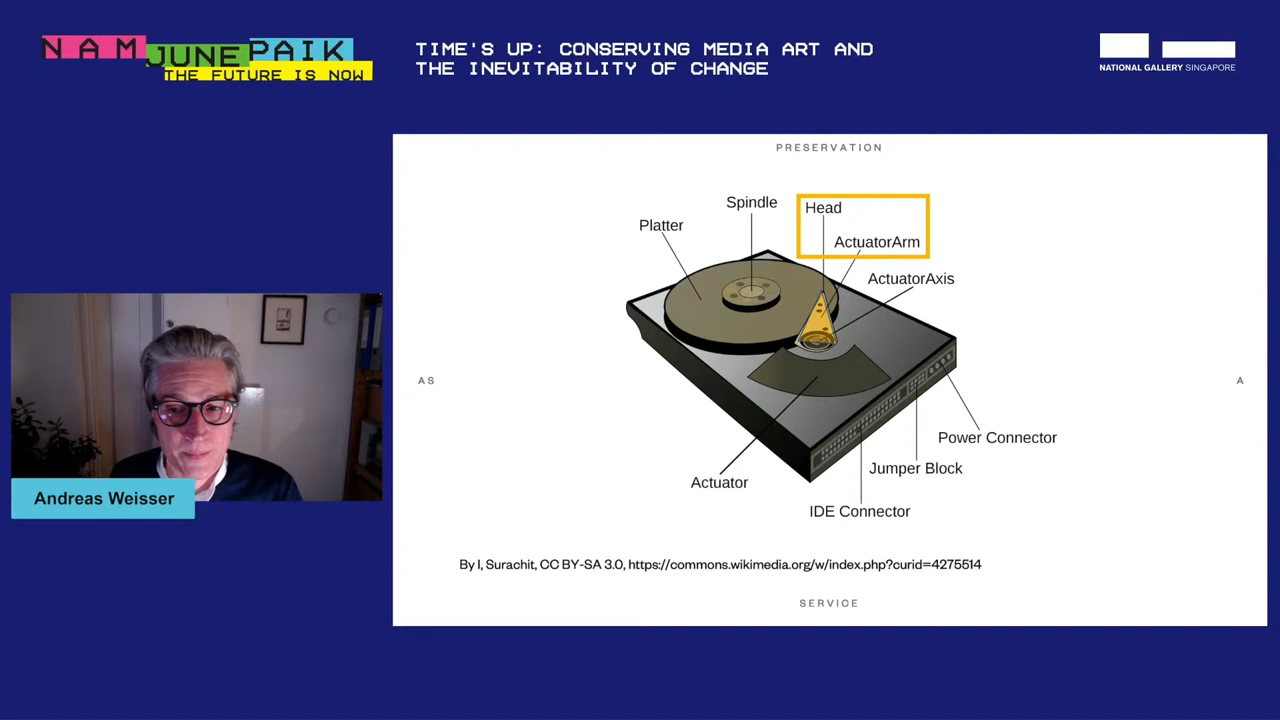 NAM JUNE PAIK
THE FUTURE IS NOW
TIME'S UP: CONSERVING MEDIA ART AND
THE INEVITABILITY OF CHANGE
NATIONAL GALLERY SINGAPORE
PRESERVATION
Spindle
Head
Platter
ActuatorArm
ActuatorAxis
AS
A
Power Connector
Jumper Block
Actuator
IDE Connector
By I, Surachit, CC BY-SA 3.0, https://commons.wikimedia.org/w/index.php?curid=4275514
SERVICE
Andreas Weisser